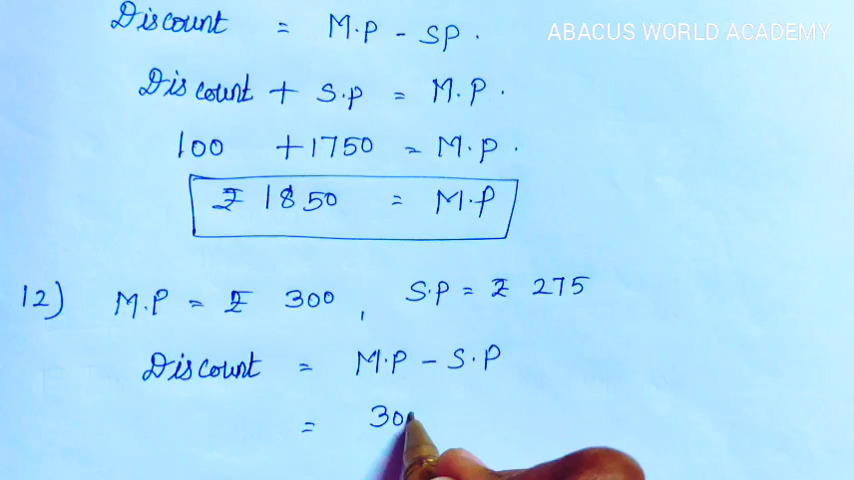 Discount = M.P - SP.
ABACUS WORLD ACADEMY
Discount + S.P = M.P.
100 + 1750 = M.P.
₹ 1850 = M.P
12) M.P = ₹ 300, S.P = ₹ 275
Discount = M.P - S.P
= 30